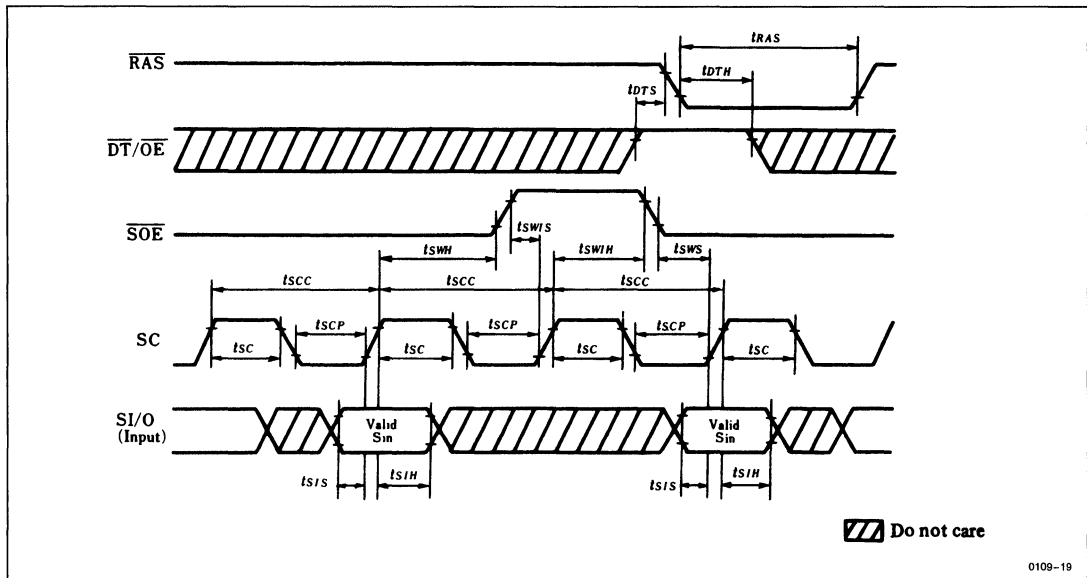 RAS
tRAS
tDTH
tDTS
DT/OE
SOE
tSWIS
tSWH
tSWIH
tSWS
tSCC
tSCC
tSCC
SC
tSCP
tSCP
tSCP
tSC
tSC
tSC
tSC
SI/O
(Input)
Valid
Sin
Valid
Sin
tSIS
tSIH
tSIS
tSIH
Do not care
0109-19